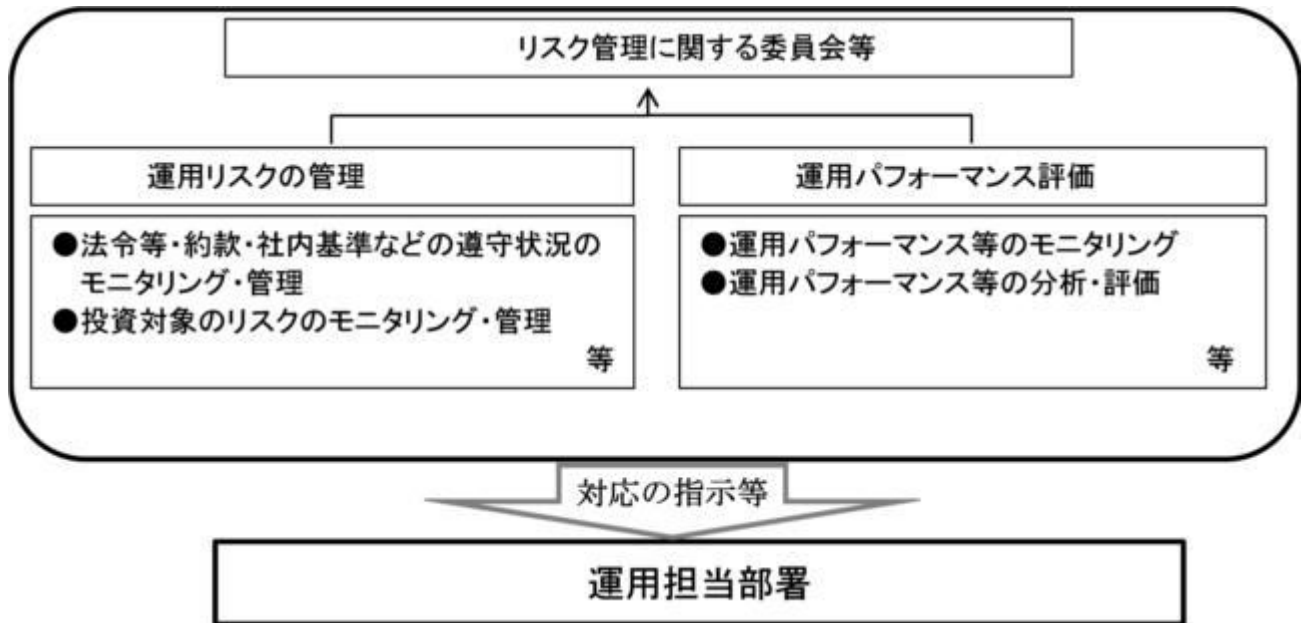 リスク管理に関する委員会等
運用リスクの管理
●法令等・約款・社内基準などの遵守状況の
モニタリング・管理
●投資対象のリスクのモニタリング・管理
等
運用パフォーマンス評価
●運用パフォーマンス等のモニタリング
●運用パフォーマンス等の分析・評価
等
対応の指示等
運用担当部署